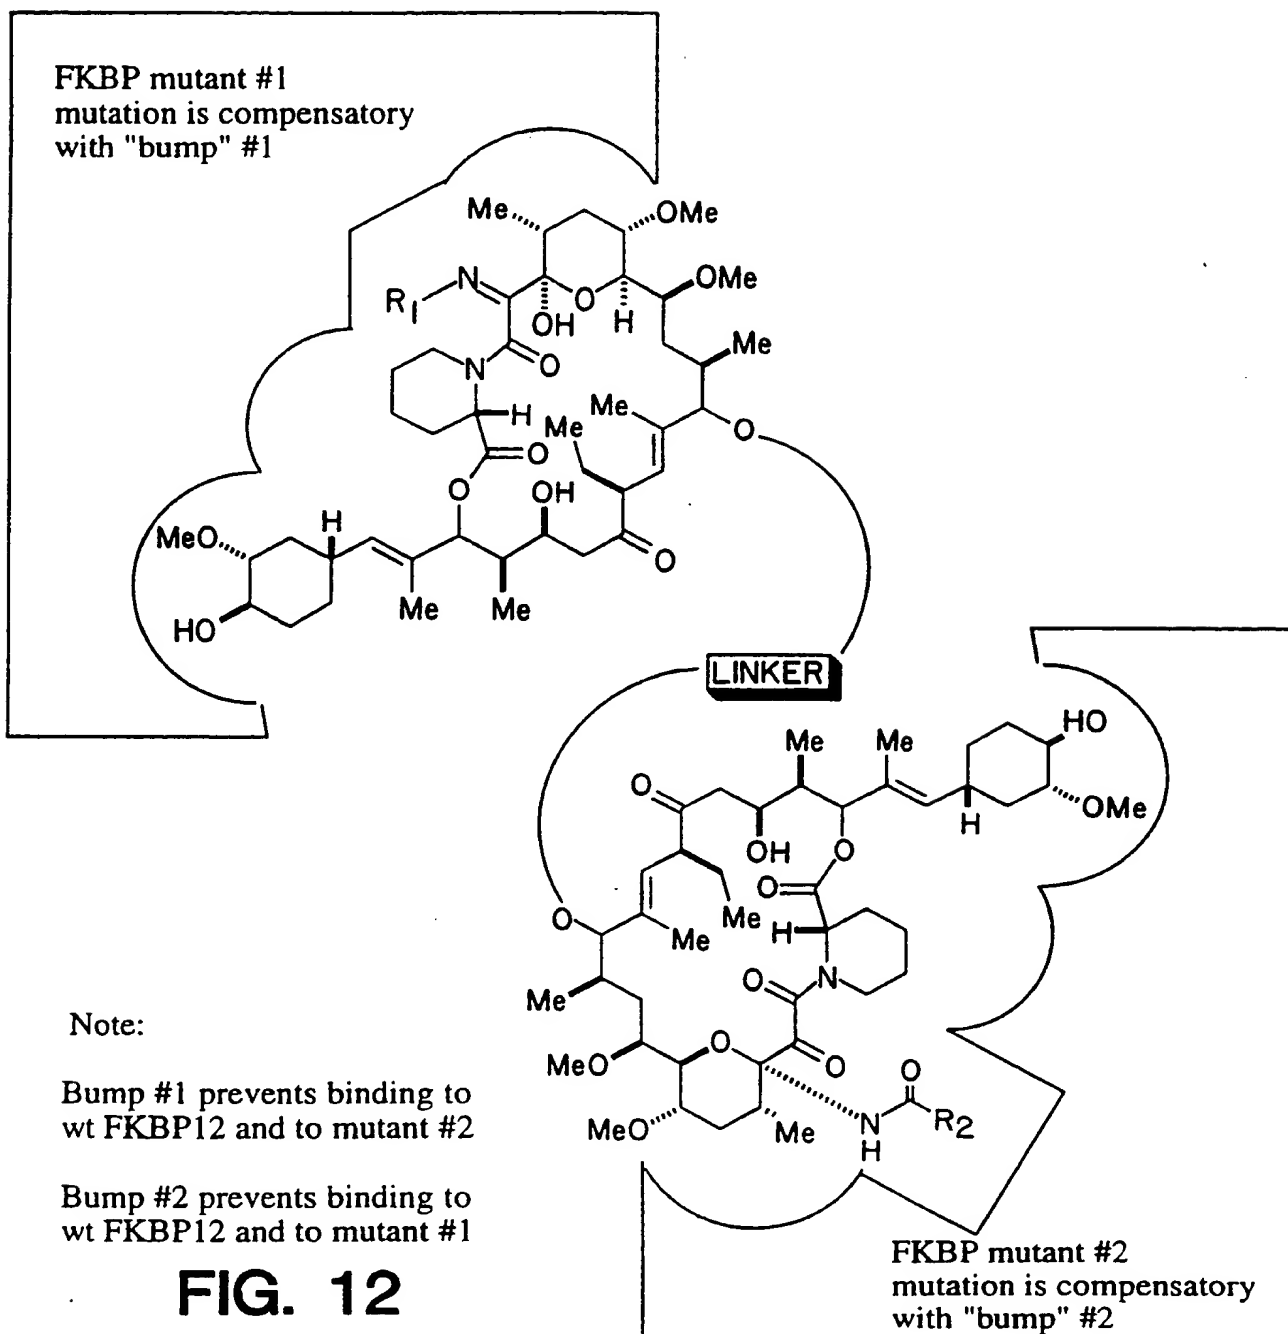 FKBP mutant #1
mutation is compensatory
with "bump" #1
Me
OMe
N
R1
O
OMe
OH
H
O
Me
N
H
Me
Me
O
O
O
OH
H
MeO
O
Me
Me
HO
LINKER
HO
Me
Me
O
OMe
H
OH
O
O
Me
O
H
Me
O
N
Me
O
MeO
O
O
MeO
Me
N
H
R2
Note:
Bump #1 prevents binding to
wt FKBP12 and to mutant #2
Bump #2 prevents binding to
wt FKBP12 and to mutant #1
FIG. 12
FKBP mutant #2
mutation is compensatory
with "bump" #2